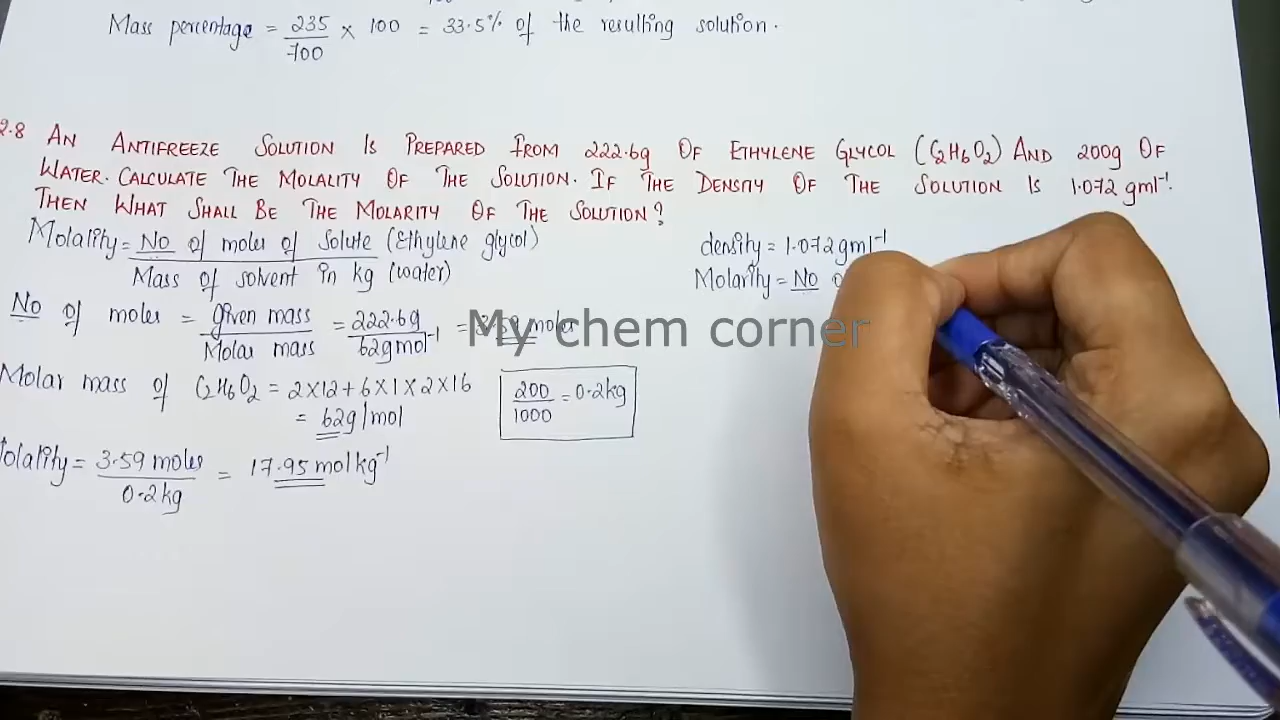 Mass percentage = 235/700 × 100 = 33.5% of the resulting solution.
2.8 AN ANTIFREEZE SOLUTION IS PREPARED FROM 222.6g OF ETHYLENE GLYCOL (C2H6O2) AND 200g OF
WATER. CALCULATE THE MOLALITY OF THE SOLUTION. IF THE DENSITY OF THE SOLUTION IS 1.072 gml⁻¹.
THEN WHAT SHALL BE THE MOLARITY OF THE SOLUTION?
Molality = No of moles of Solute (Ethylene glycol)
Mass of solvent in kg (water)
No of moles = given mass / Molar mass = 222.6g / 62gmol⁻¹ = moles
Molar mass of C2H6O2 = 2×12+6×1×2×16
= 62g/mol
200/1000 = 0.2kg
Molality = 3.59 moles / 0.2kg = 17.95 mol kg⁻¹
density = 1.072gml⁻¹
Molarity = No
My chem corner